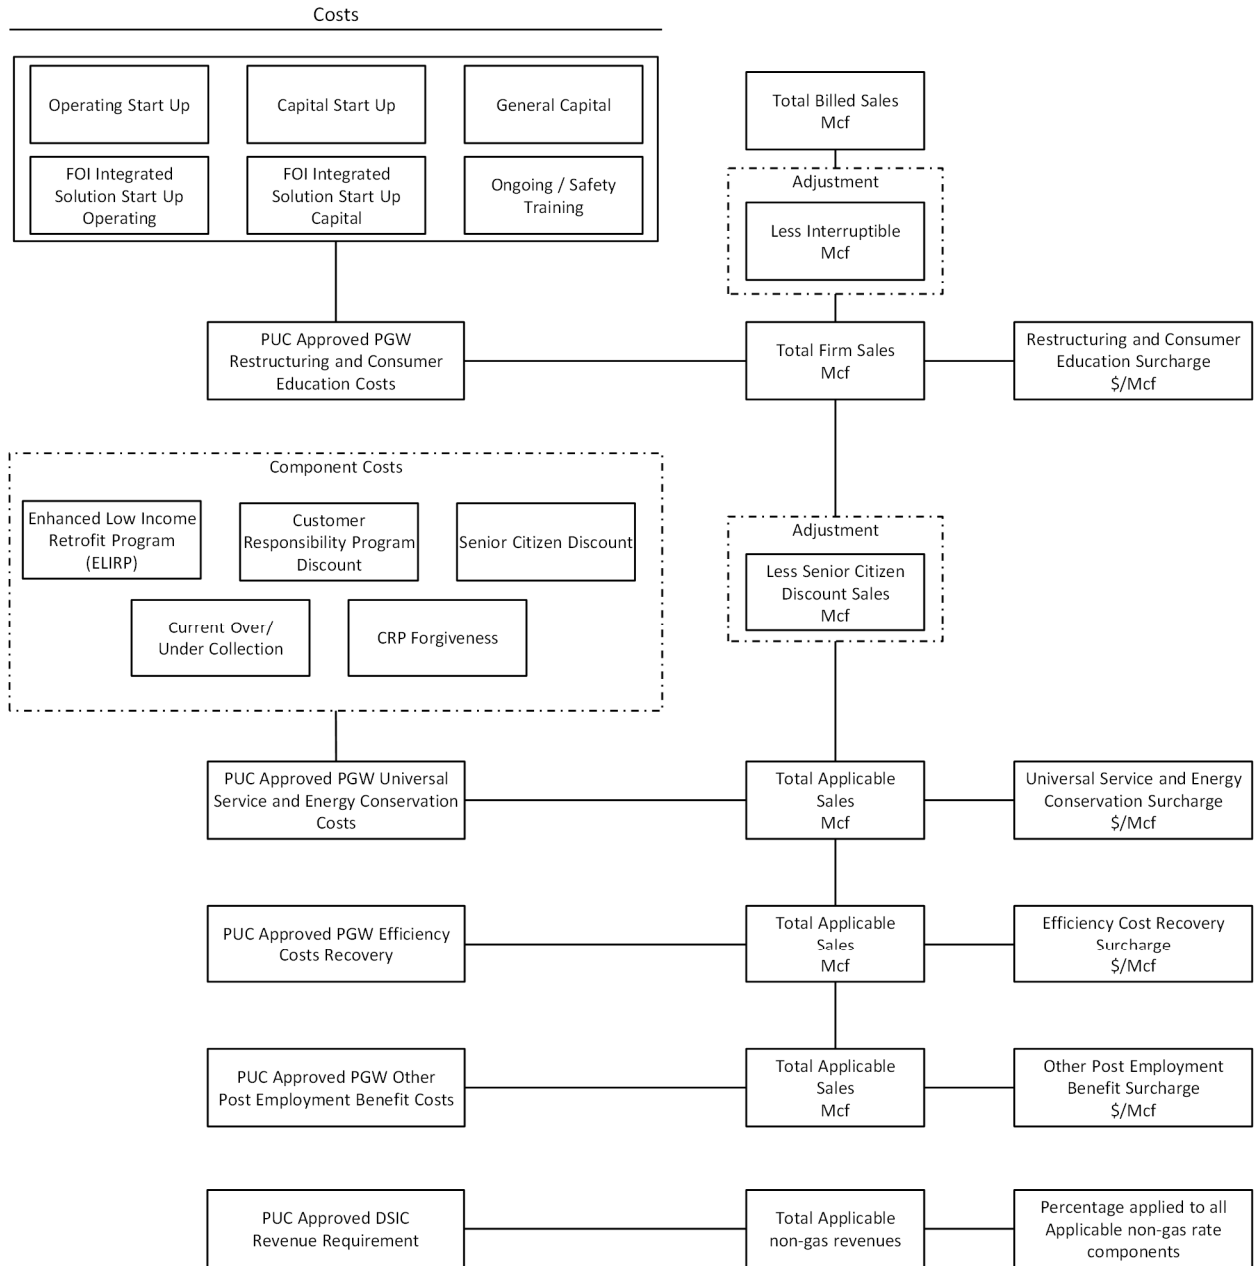 Costs
Operating Start Up
Capital Start Up
General Capital
FOI Integrated
Solution Start Up
Operating
FOI Integrated
Solution Start Up
Capital
Ongoing / Safety
Training
Total Billed Sales
Mcf
Adjustment
Less Interruptible
Mcf
PUC Approved PGW
Restructuring and Consumer
Education Costs
Total Firm Sales
Mcf
Restructuring and Consumer
Education Surcharge
$/Mcf
Component Costs
Enhanced Low Income
Retrofit Program
(ELIRP)
Customer
Responsibility Program
Discount
Senior Citizen Discount
Current Over/
Under Collection
CRP Forgiveness
Adjustment
Less Senior Citizen
Discount Sales
Mcf
PUC Approved PGW Universal
Service and Energy Conservation
Costs
Total Applicable
Sales
Mcf
Universal Service and Energy
Conservation Surcharge
$/Mcf
PUC Approved PGW Efficiency
Costs Recovery
Total Applicable
Sales
Mcf
Efficiency Cost Recovery
Surcharge
$/Mcf
PUC Approved PGW Other
Post Employment Benefit Costs
Total Applicable
Sales
Mcf
Other Post Employment
Benefit Surcharge
$/Mcf
PUC Approved DSIC
Revenue Requirement
Total Applicable
non-gas revenues
Percentage applied to all
Applicable non-gas rate
components